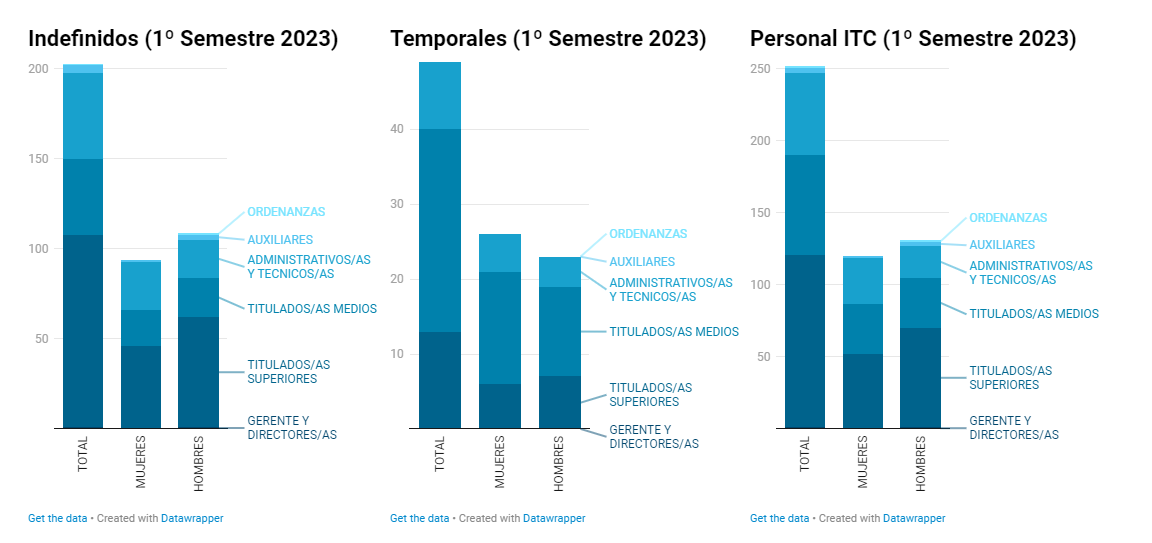 Indefinidos (1º Semestre 2023)
200
150
100
50
ORDENANZAS
AUXILIARES
ADMINISTRATIVOS/AS
Y TECNICOS/AS
TITULADOS/AS MEDIOS
TITULADOS/AS
SUPERIORES
GERENTE Y
DIRECTORES/AS
TOTAL
MUJERES
HOMBRES
Get the data • Created with Datawrapper
Temporales (1º Semestre 2023)
40
30
20
10
ORDENANZAS
AUXILIARES
ADMINISTRATIVOS/AS
Y TECNICOS/AS
TITULADOS/AS MEDIOS
TITULADOS/AS
SUPERIORES
GERENTE Y
DIRECTORES/AS
TOTAL
MUJERES
HOMBRES
Get the data • Created with Datawrapper
Personal ITC (1º Semestre 2023)
250
200
150
100
50
ORDENANZAS
AUXILIARES
ADMINISTRATIVOS/AS
Y TECNICOS/AS
TITULADOS/AS MEDIOS
TITULADOS/AS
SUPERIORES
GERENTE Y
DIRECTORES/AS
TOTAL
MUJERES
HOMBRES
Get the data • Created with Datawrapper